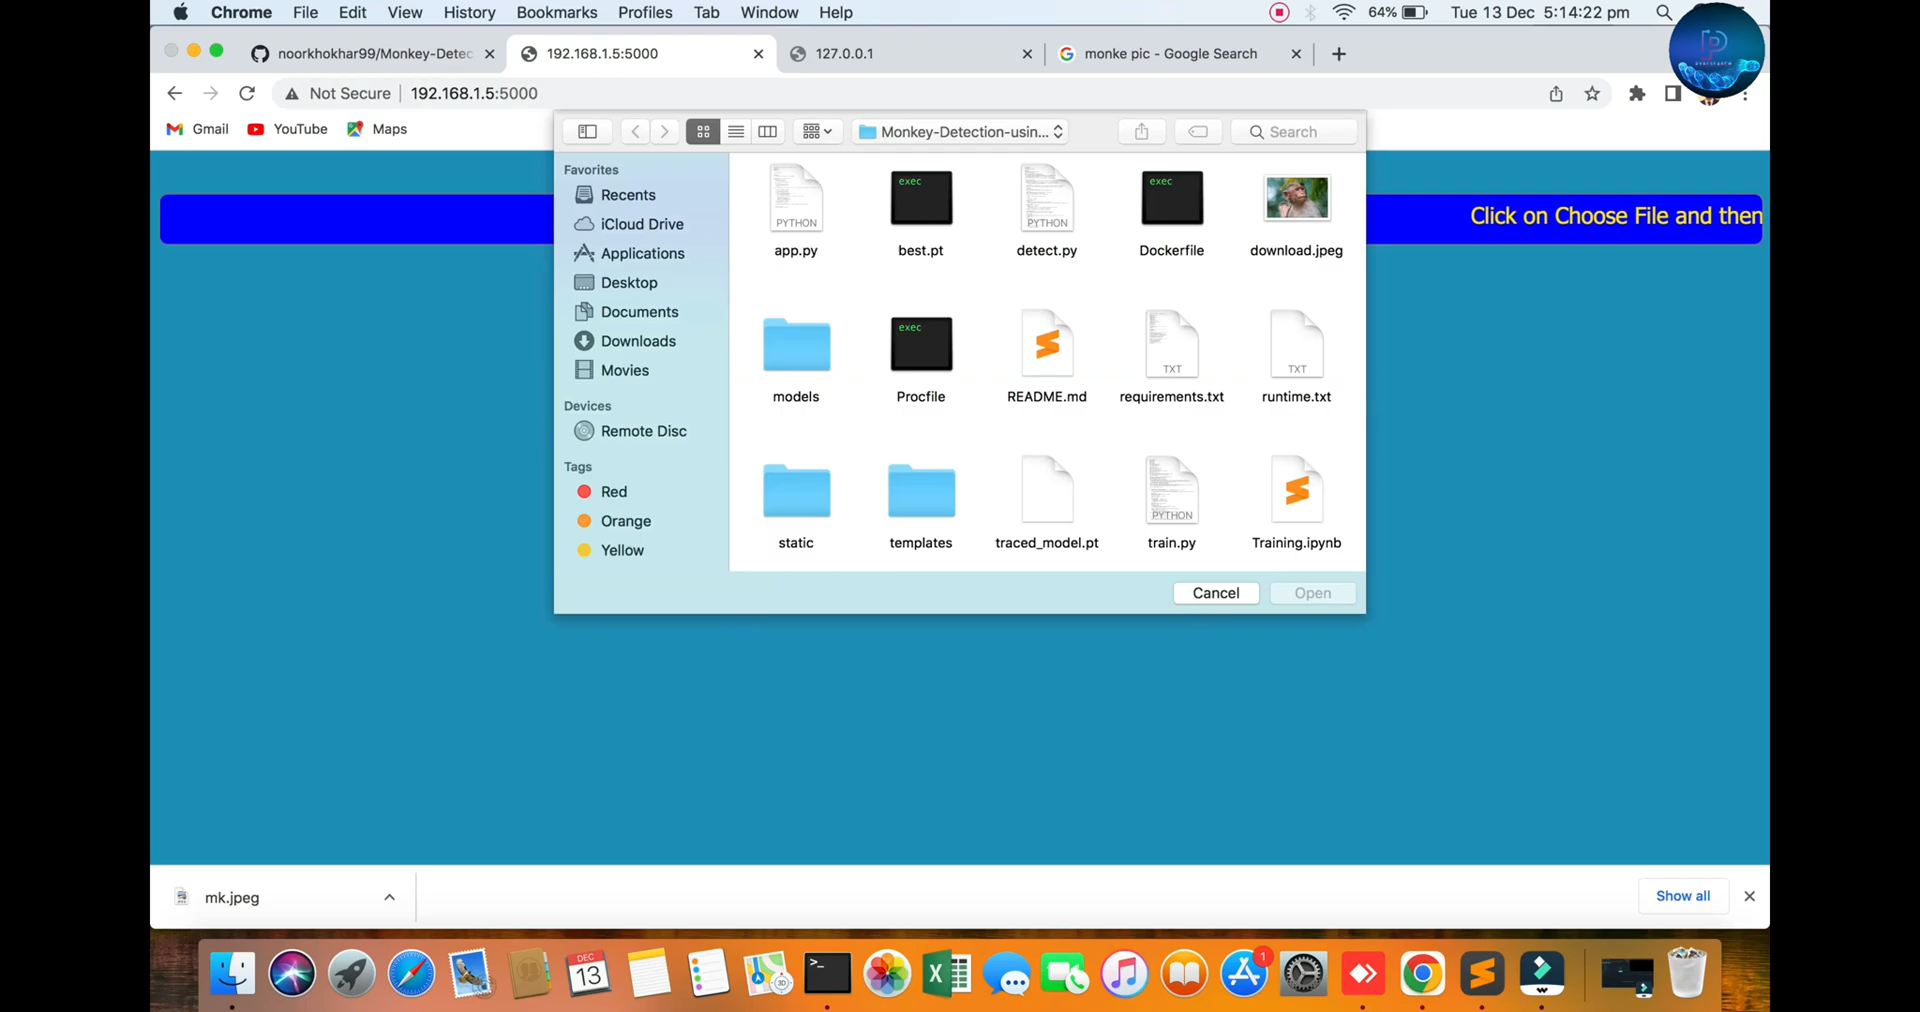 Chrome File Edit View History Bookmarks Profiles Tab Window Help 64% Tue 13 Dec 5:14:22 pm
noorkhokhar99/Monkey-Detec 192.168.1.5:5000 127.0.0.1 monke pic - Google Search
Not Secure 192.168.1.5:5000
Gmail YouTube Maps
Monkey-Detection-usin... Search
Click on Choose File and then
Favorites
Recents
iCloud Drive
Applications
Desktop
Documents
Downloads
Movies
Devices
Remote Disc
Tags
Red
Orange
Yellow
PYTHON exec PYTHON exec
app.py best.pt detect.py Dockerfile download.jpeg
exec TXT TXT
models Procfile README.md requirements.txt runtime.txt
PYTHON
static templates traced_model.pt train.py Training.ipynb
Cancel Open
mk.jpeg Show all
DEC
13
3D
1